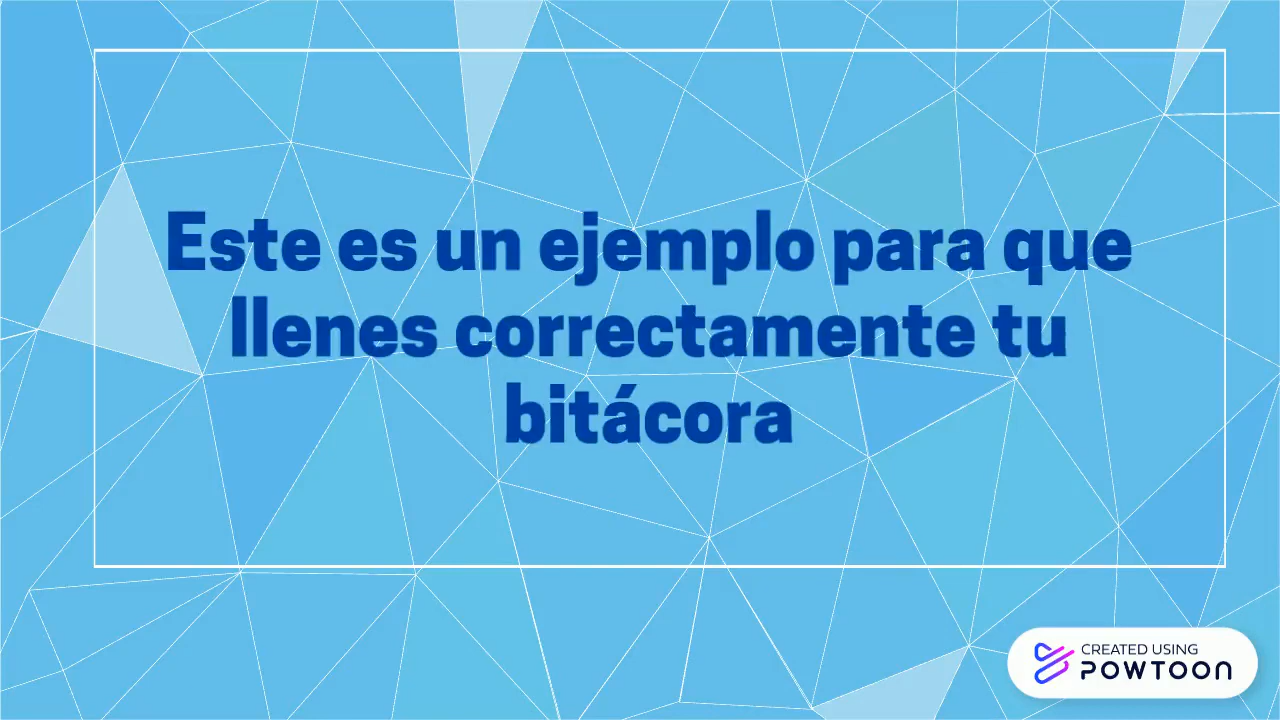 Este es un ejemplo para que
llenes correctamente tu
bitácora
CREATED USING
POWTOON